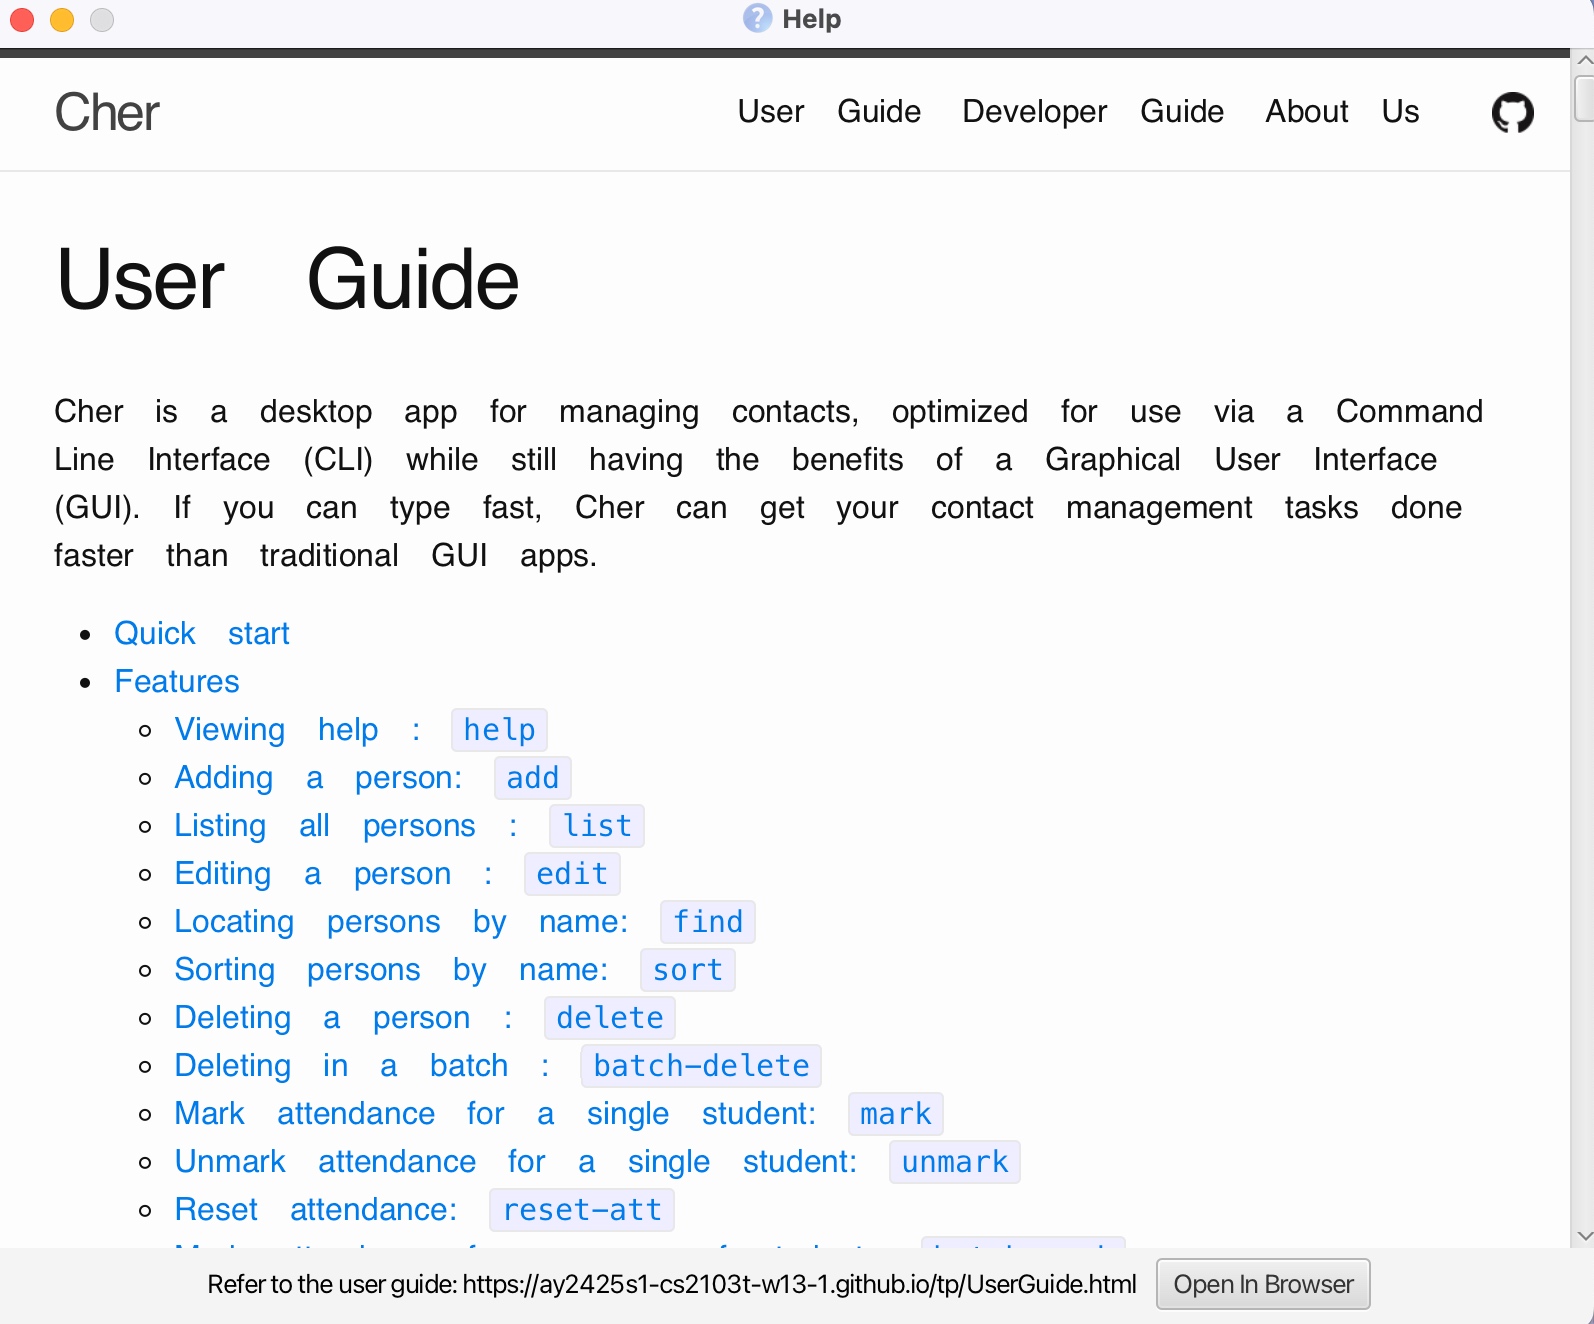 Help
Cher
User Guide Developer Guide About Us
User Guide
Cher is a desktop app for managing contacts, optimized for use via a Command
Line Interface (CLI) while still having the benefits of a Graphical User Interface
(GUI). If you can type fast, Cher can get your contact management tasks done
faster than traditional GUI apps.
Quick start
Features
Viewing help : help
Adding a person: add
Listing all persons : list
Editing a person : edit
Locating persons by name: find
Sorting persons by name: sort
Deleting a person : delete
Deleting in a batch : batch-delete
Mark attendance for a single student: mark
Unmark attendance for a single student: unmark
Reset attendance: reset-att
Refer to the user guide: https://ay2425s1-cs2103t-w13-1.github.io/tp/UserGuide.html
Open In Browser